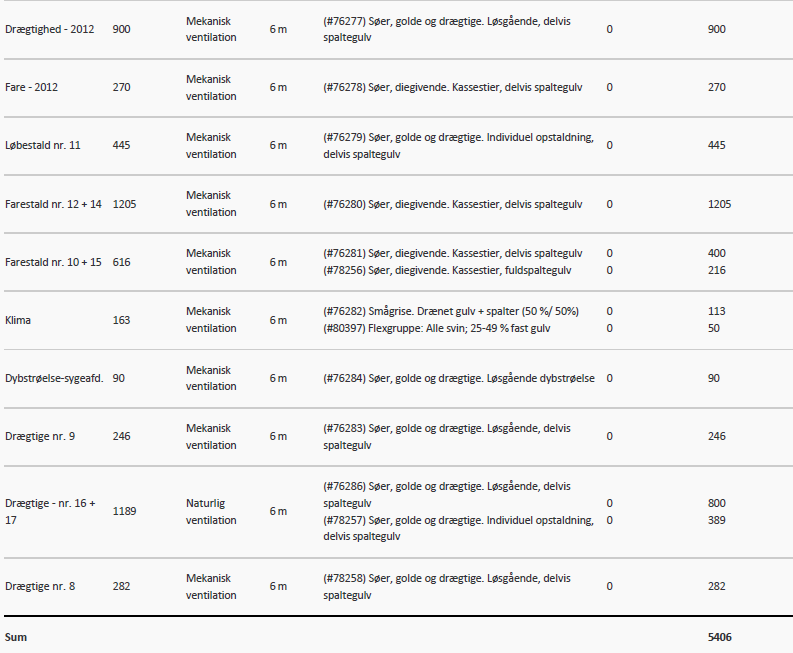 Drægtighed - 2012 900 Mekanisk ventilation 6 m (#76277) Søer, golde og drægtige. Løsgående, delvis spaltegulv 0 900
Fare - 2012 270 Mekanisk ventilation 6 m (#76278) Søer, diegivende. Kassestier, delvis spaltegulv 0 270
Løbestald nr. 11 445 Mekanisk ventilation 6 m (#76279) Søer, golde og drægtige. Individuel opstaldning, delvis spaltegulv 0 445
Farestald nr. 12 + 14 1205 Mekanisk ventilation 6 m (#76280) Søer, diegivende. Kassestier, delvis spaltegulv 0 1205
Farestald nr. 10 + 15 616 Mekanisk ventilation 6 m (#76281) Søer, diegivende. Kassestier, delvis spaltegulv 0 400
(#78256) Søer, diegivende. Kassestier, fuldspaltegulv 0 216
Klima 163 Mekanisk ventilation 6 m (#76282) Smågrise. Drænet gulv + spalter (50 %/ 50%) 0 113
(#80397) Flexgruppe: Alle svin; 25-49 % fast gulv 0 50
Dybstrøelse-sygeafd. 90 Mekanisk ventilation 6 m (#76284) Søer, golde og drægtige. Løsgående dybstrøelse 0 90
Drægtige nr. 9 246 Mekanisk ventilation 6 m (#76283) Søer, golde og drægtige. Løsgående, delvis spaltegulv 0 246
Drægtige - nr. 16 + 17 1189 Naturlig ventilation 6 m (#76286) Søer, golde og drægtige. Løsgående, delvis spaltegulv 0 800
(#78257) Søer, golde og drægtige. Individuel opstaldning, delvis spaltegulv 0 389
Drægtige nr. 8 282 Mekanisk ventilation 6 m (#78258) Søer, golde og drægtige. Løsgående, delvis spaltegulv 0 282
Sum 5406